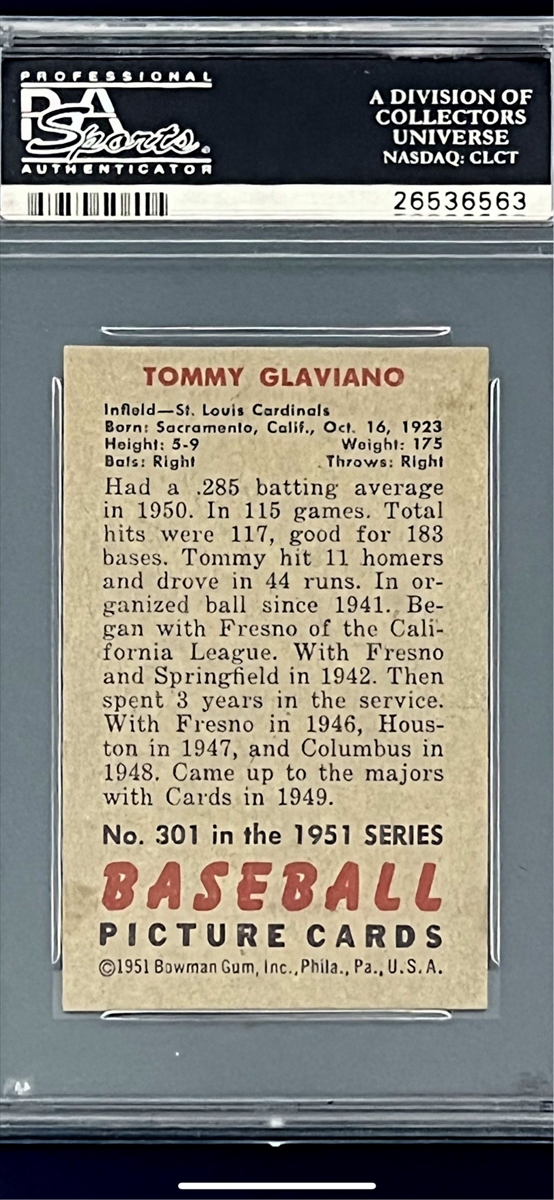 PROFESSIONAL
PSA
Sports
AUTHENTICATOR
A DIVISION OF
COLLECTORS
UNIVERSE
NASDAQ: CLCT
26536563
TOMMY GLAVIANO
Infield—St. Louis Cardinals
Born: Sacramento, Calif., Oct. 16, 1923
Height: 5-9 Weight: 175
Bats: Right Throws: Right
Had a .285 batting average
in 1950. In 115 games. Total
hits were 117, good for 183
bases. Tommy hit 11 homers
and drove in 44 runs. In or-
ganized ball since 1941. Be-
gan with Fresno of the Cali-
fornia League. With Fresno
and Springfield in 1942. Then
spent 3 years in the service.
With Fresno in 1946, Hous-
ton in 1947, and Columbus in
1948. Came up to the majors
with Cards in 1949.
No. 301 in the 1951 SERIES
BASEBALL
PICTURE CARDS
©1951 Bowman Gum, Inc., Phila., Pa., U.S.A.